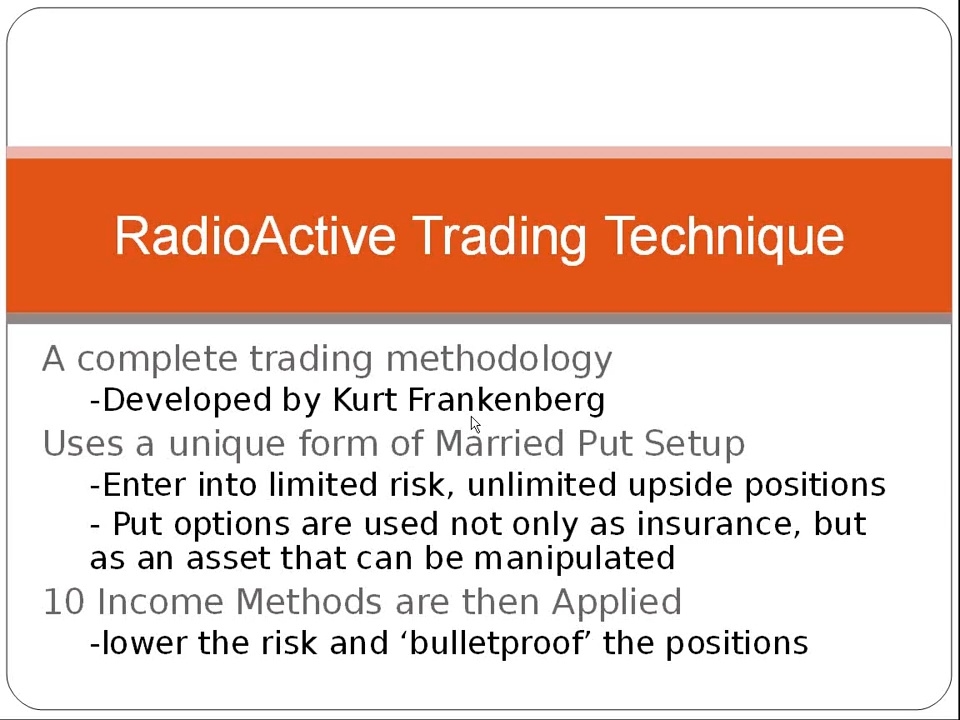 RadioActive Trading Technique
A complete trading methodology
-Developed by Kurt Frankenberg
Uses a unique form of Married Put Setup
-Enter into limited risk, unlimited upside positions
- Put options are used not only as insurance, but
as an asset that can be manipulated
10 Income Methods are then Applied
-lower the risk and ‘bulletproof’ the positions